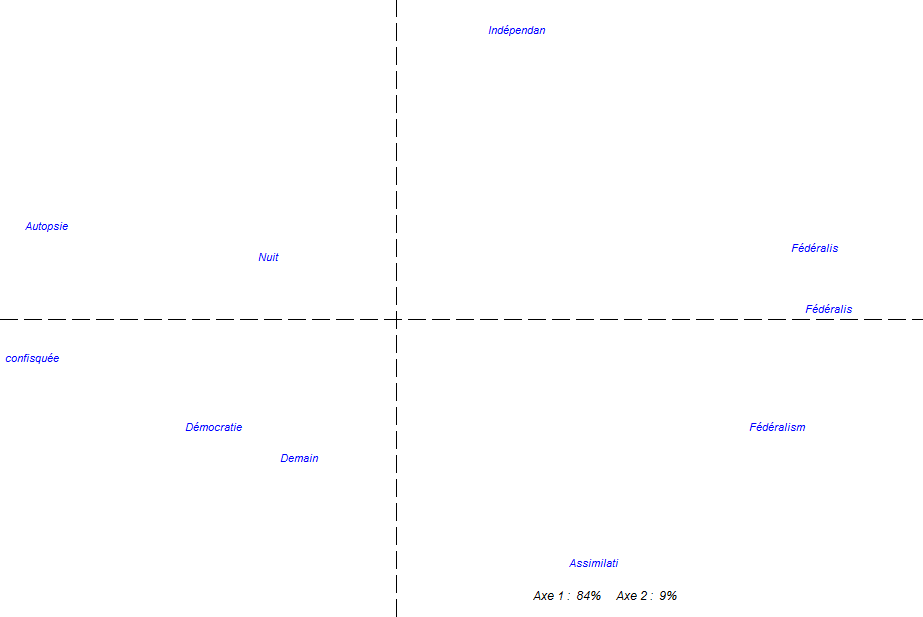 Indépendan
Autopsie
Fédéralis
Nuit
Fédéralis
confisquée
Démocratie
Fédéralism
Demain
Assimilati
Axe 1 : 84% Axe 2 : 9%